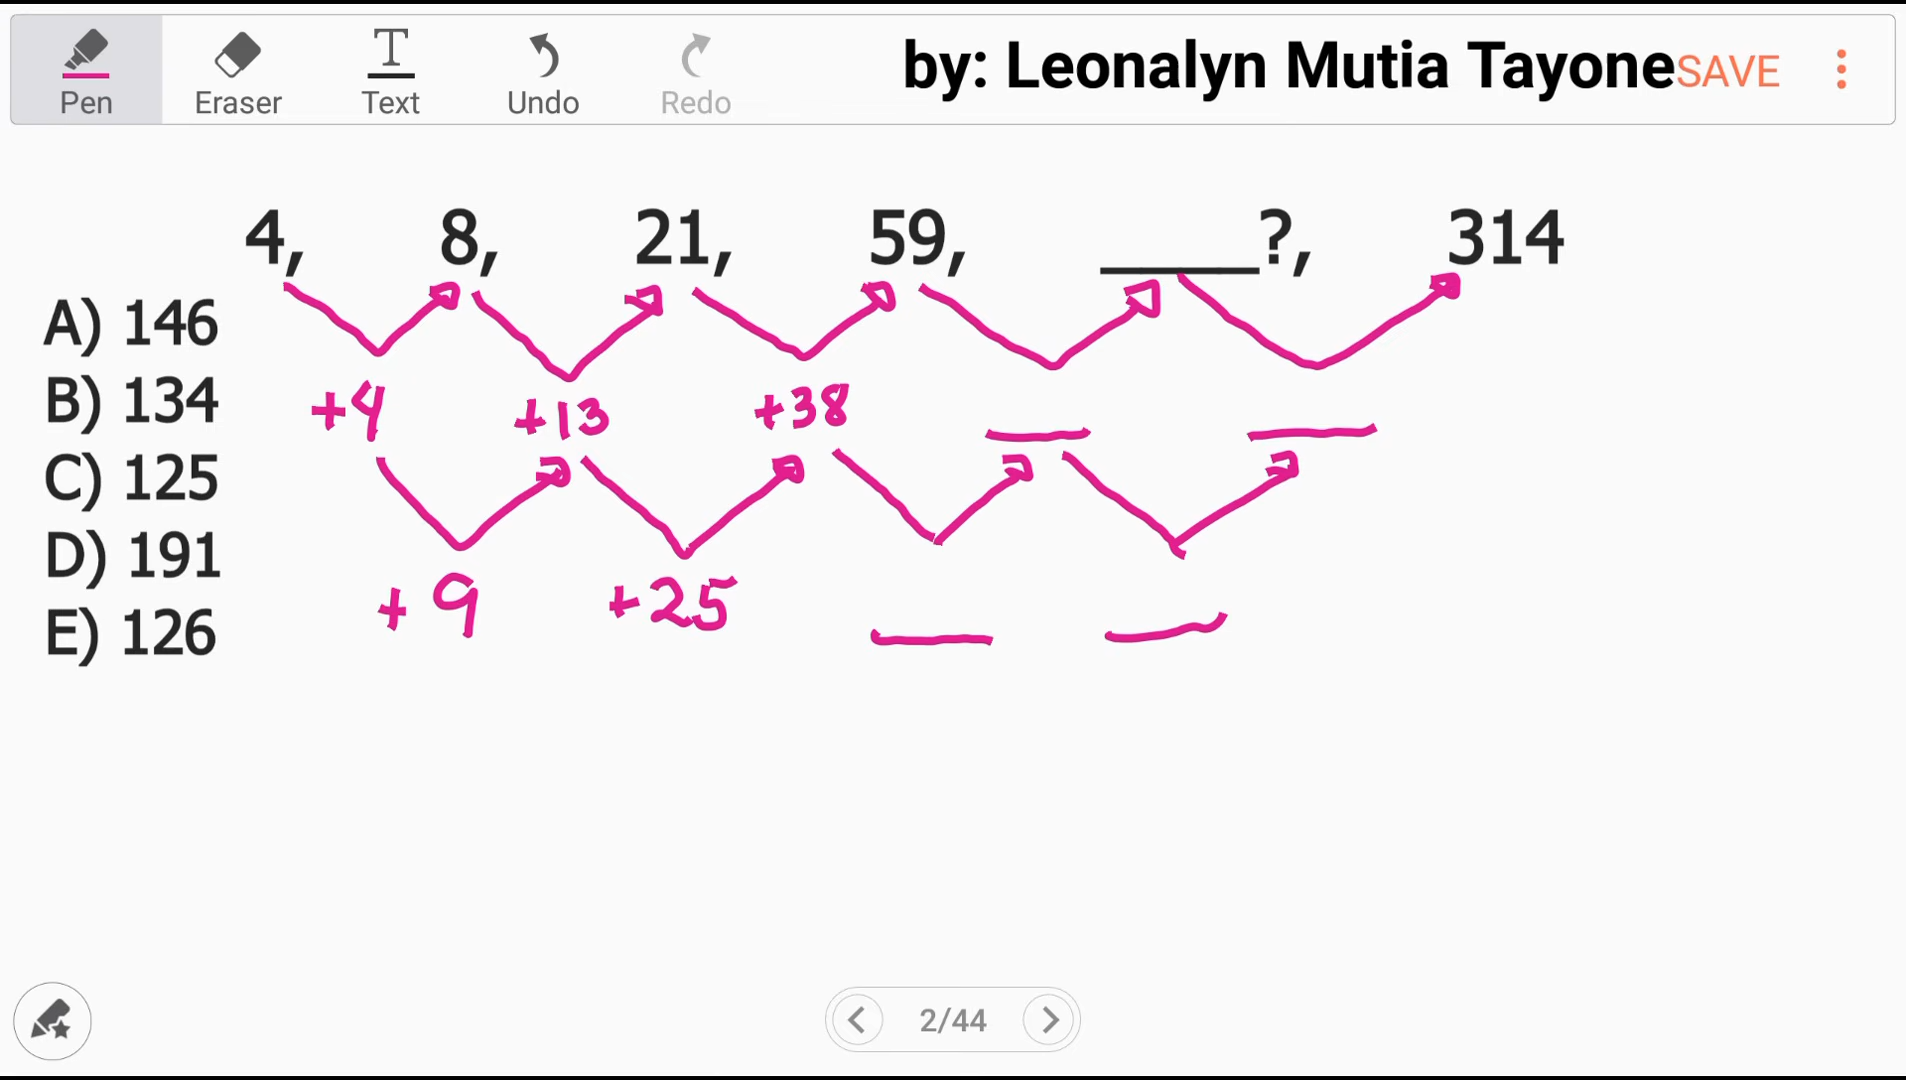 Pen Eraser Text Undo Redo by: Leonalyn Mutia Tayone SAVE
4, 8, 21, 59, _____?, 314
A) 146
B) 134
C) 125
D) 191
E) 126
+4 +13 +38
+9 +25
2/44